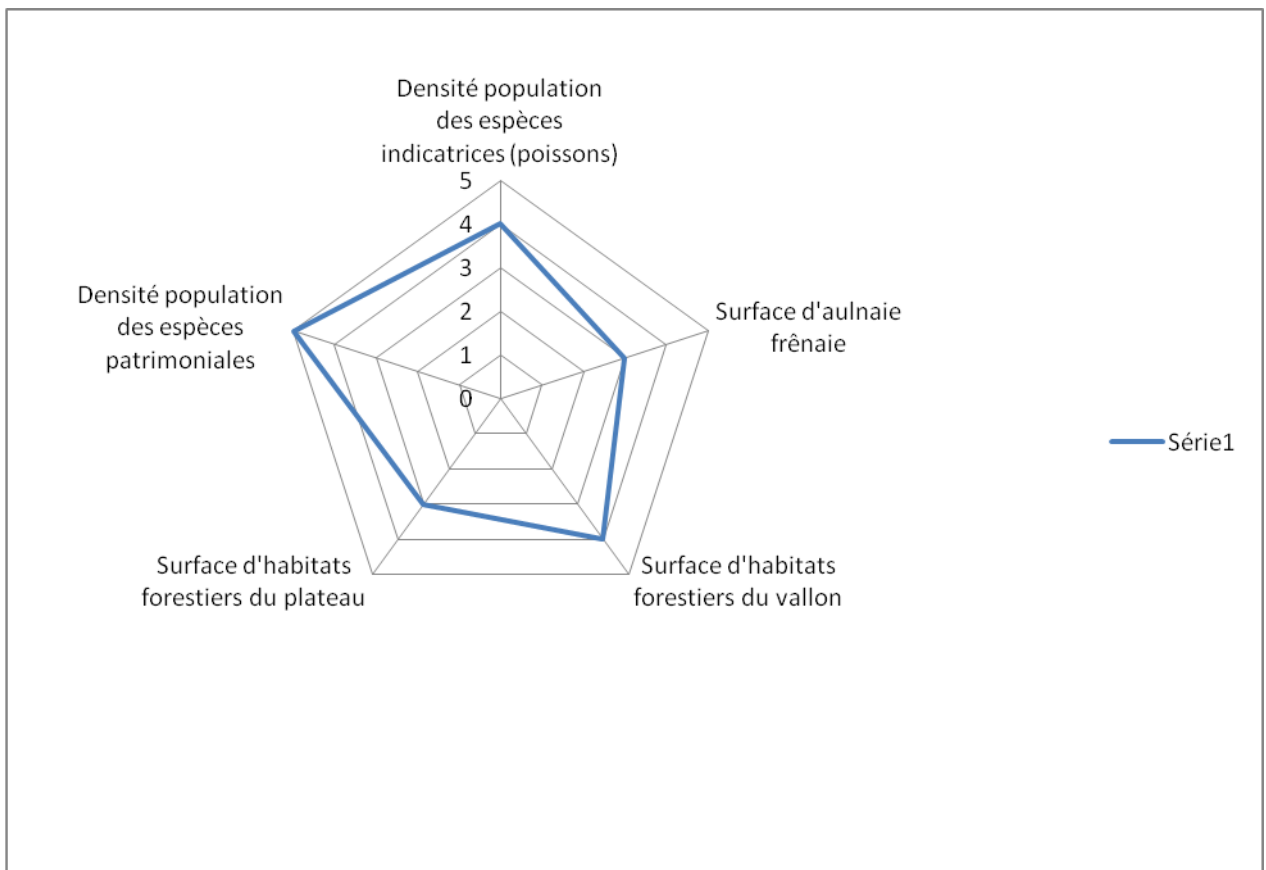 Densité population
des espèces
indicatrices (poissons)
5
4
3
2
1
0
Surface d'aulnaie
frênaie
Surface d'habitats
forestiers du vallon
Surface d'habitats
forestiers du plateau
Densité population
des espèces
patrimoniales
Série1